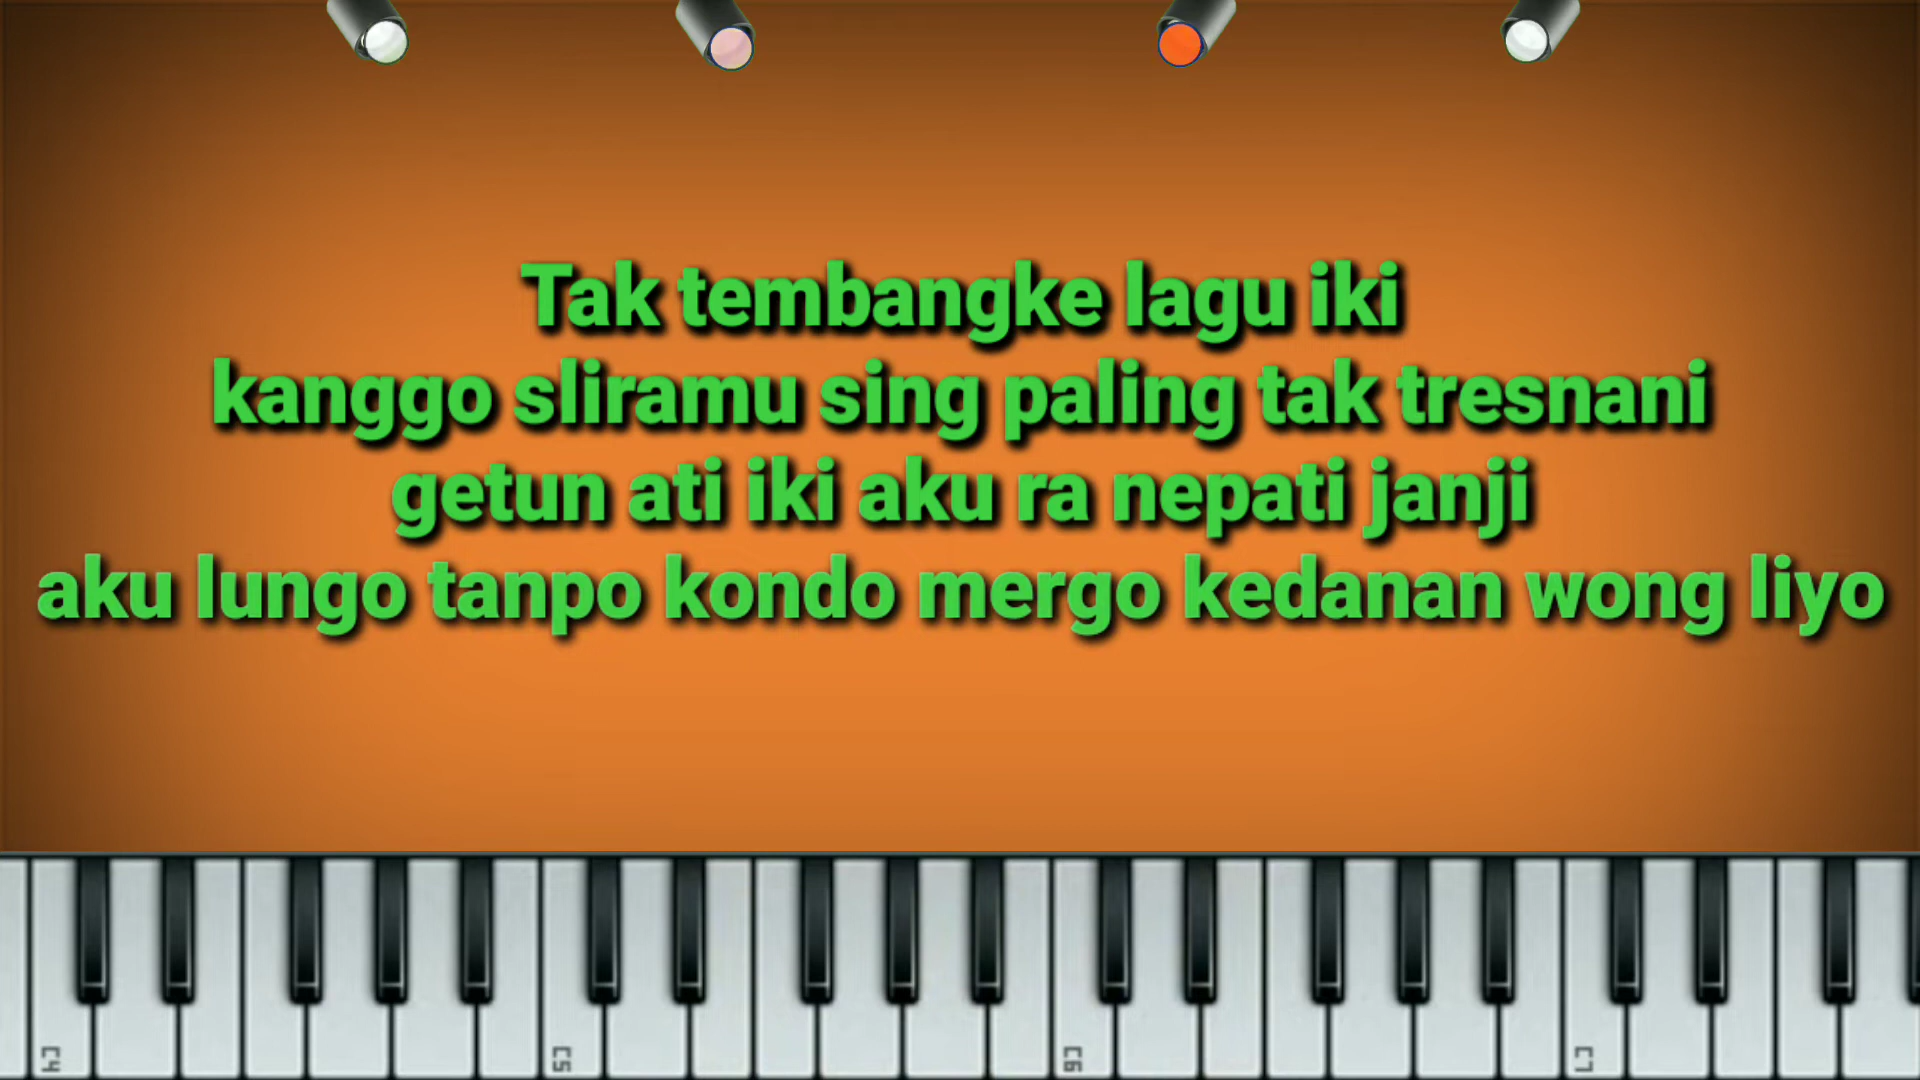 Tak tembangke lagu iki
kanggo sliramu sing paling tak tresnani
getun ati iki aku ra nepati janji
aku lungo tanpo kondo mergo kedanan wong liyo
C4 C5 C6 C7